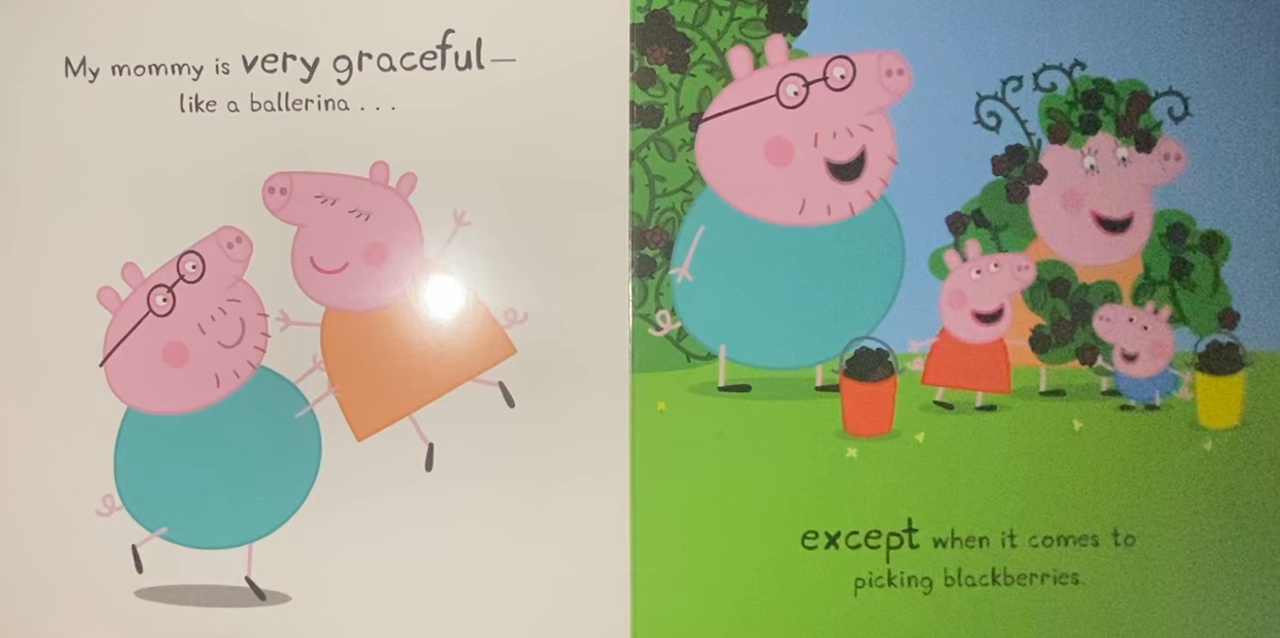 My mommy is very graceful—
like a ballerina . . .
except when it comes to
picking blackberries.